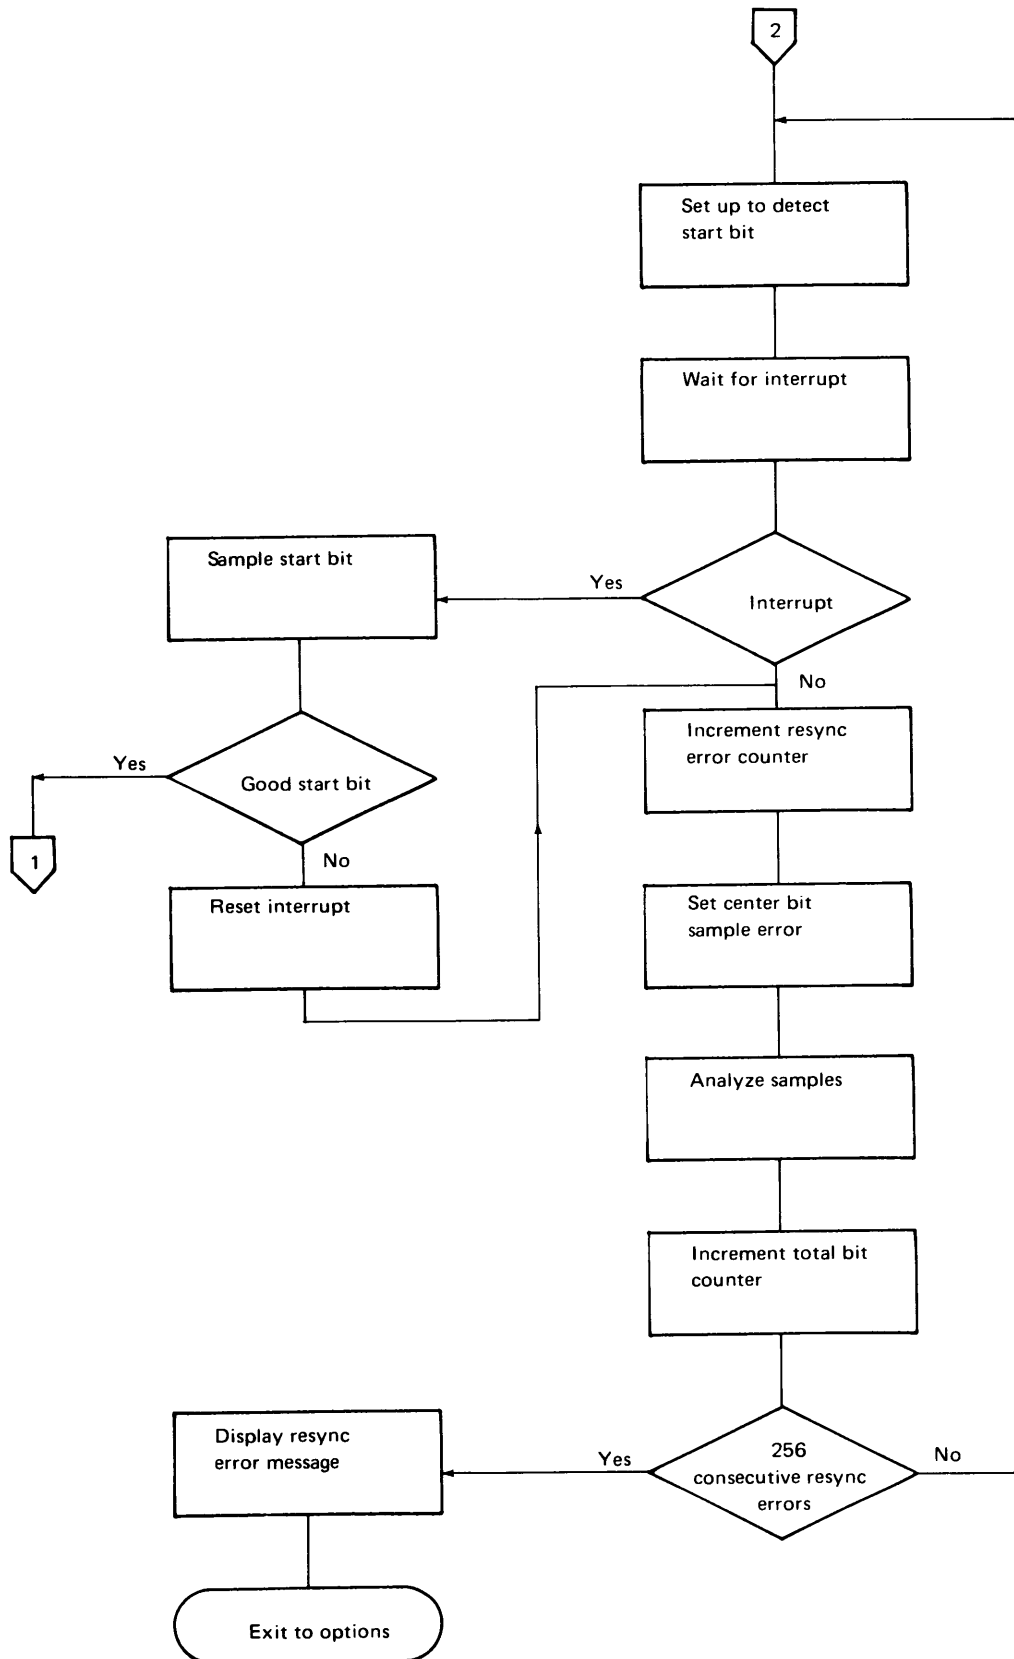 2
Set up to detect
start bit
Wait for interrupt
Sample start bit
Yes
Interrupt
No
Increment resync
error counter
Yes
Good start bit
1
No
Reset interrupt
Set center bit
sample error
Analyze samples
Increment total bit
counter
Display resync
error message
Yes
256
consecutive resync
errors
No
Exit to options